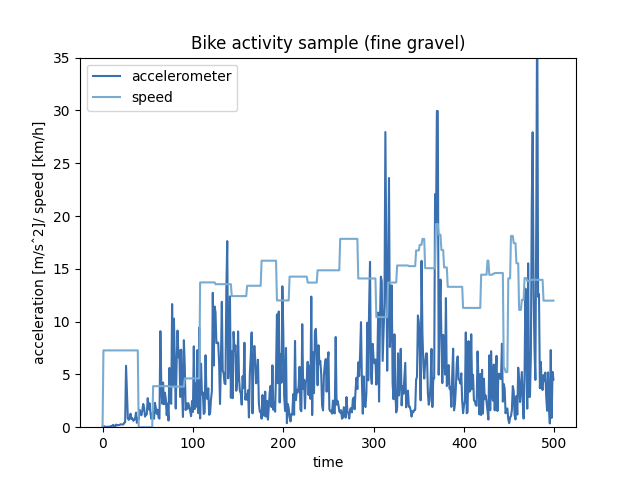 Bike activity sample (fine gravel)
accelerometer
speed
35
30
25
20
15
10
5
0
acceleration [m/s^2]/ speed [km/h]
0 100 200 300 400 500
time